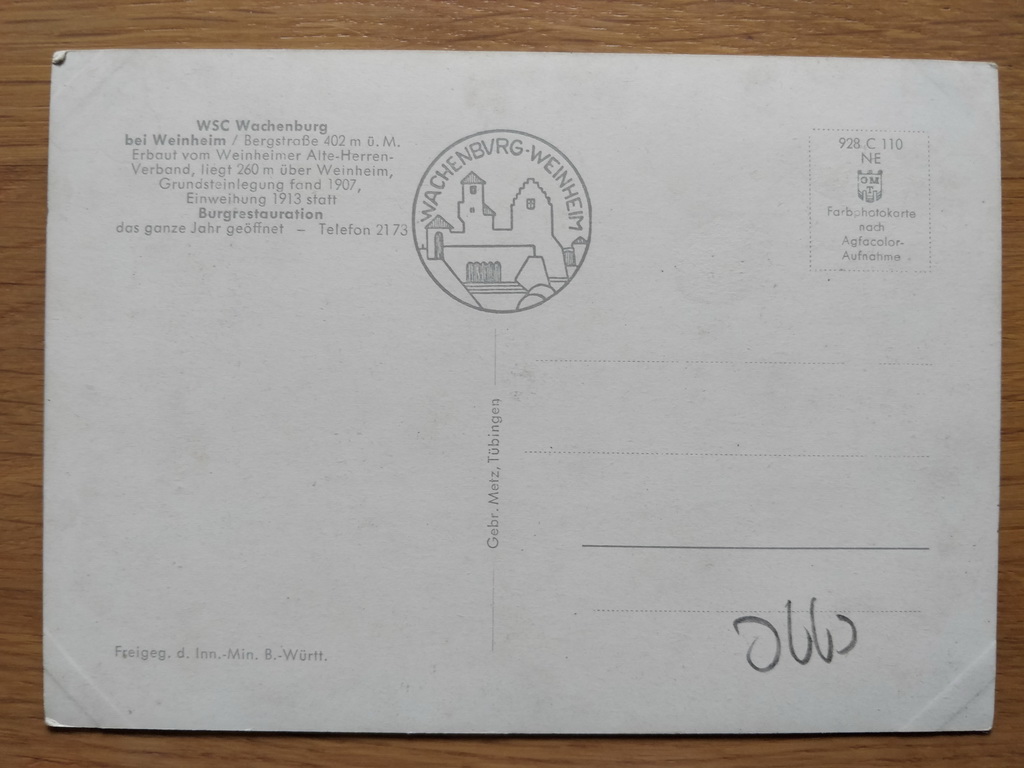 WSC Wachenburg
bei Weinheim / Bergstraße 402 m ü. M.
Erbaut vom Weinheimer Alte-Herren-
Verband, liegt 260 m über Weinheim,
Grundsteinlegung fand 1907,
Einweihung 1913 statt
Burgrestauration
das ganze Jahr geöffnet – Telefon 2173
WACHENBVRG-WEINHEIM
928 C 110
NE
Farbphotokarte
nach
Agfacolor-
Aufnahme
Gebr. Metz, Tübingen
Freigeg. d. Inn.-Min. B.-Württ.